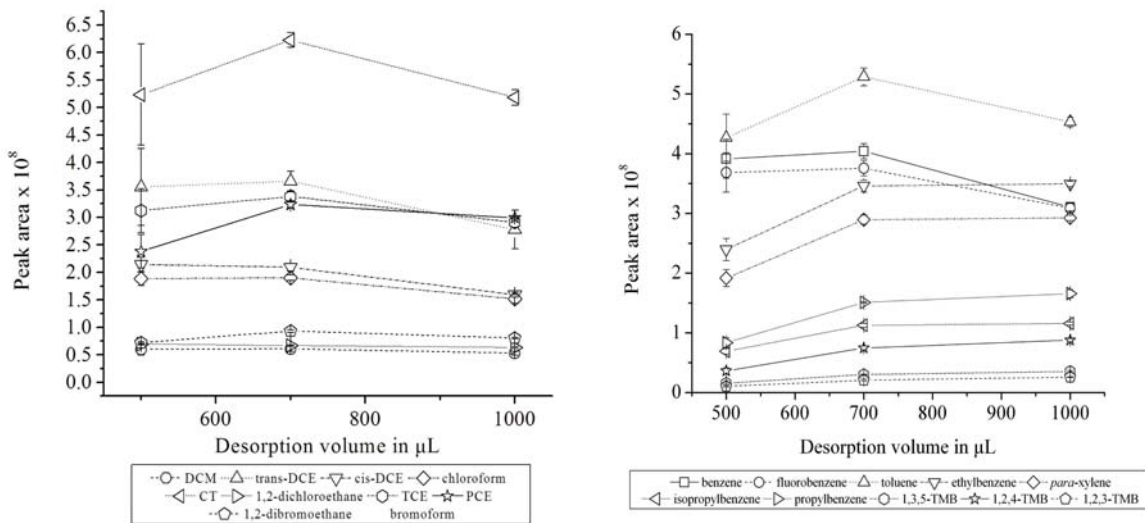 Peak area x 10⁸
6.5
6.0
5.5
5.0
4.5
4.0
3.5
3.0
2.5
2.0
1.5
1.0
0.5
0.0
600 800 1000
Desorption volume in µL
DCM trans-DCE cis-DCE chloroform
CT 1,2-dichloroethane TCE PCE
1,2-dibromoethane bromoform
Peak area x 10⁸
6
5
4
3
2
1
0
500 600 700 800 900 1000
Desorption volume in µL
benzene fluorobenzene toluene ethylbenzene para-xylene
isopropylbenzene propylbenzene 1,3,5-TMB 1,2,4-TMB 1,2,3-TMB